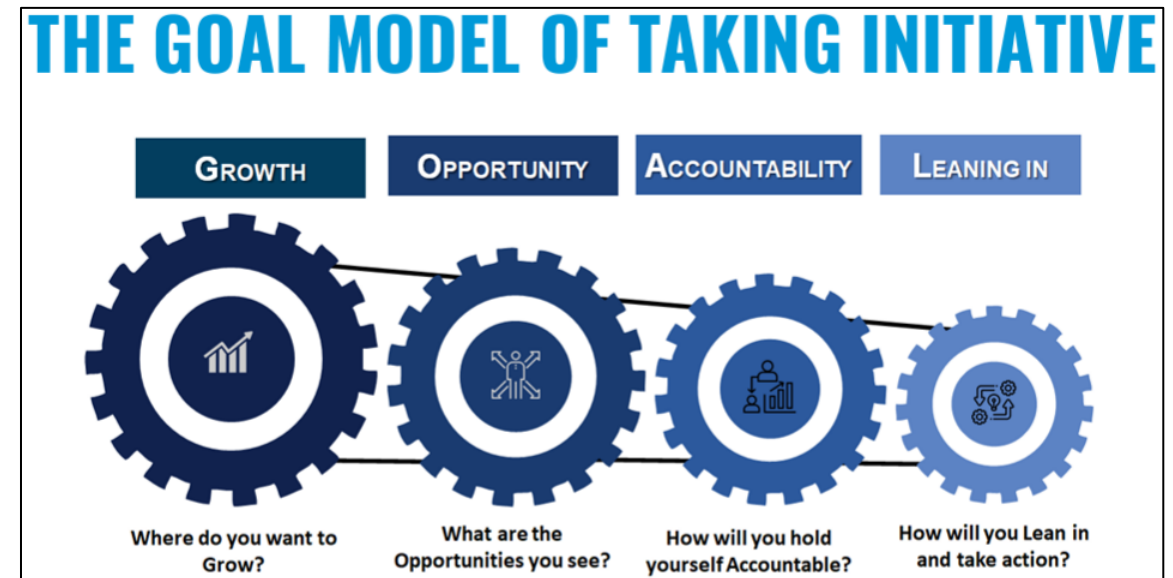 THE GOAL MODEL OF TAKING INITIATIVE
GROWTH
OPPORTUNITY
ACCOUNTABILITY
LEANING IN
Where do you want to
Grow?
What are the
Opportunities you see?
How will you hold
yourself Accountable?
How will you Lean in
and take action?